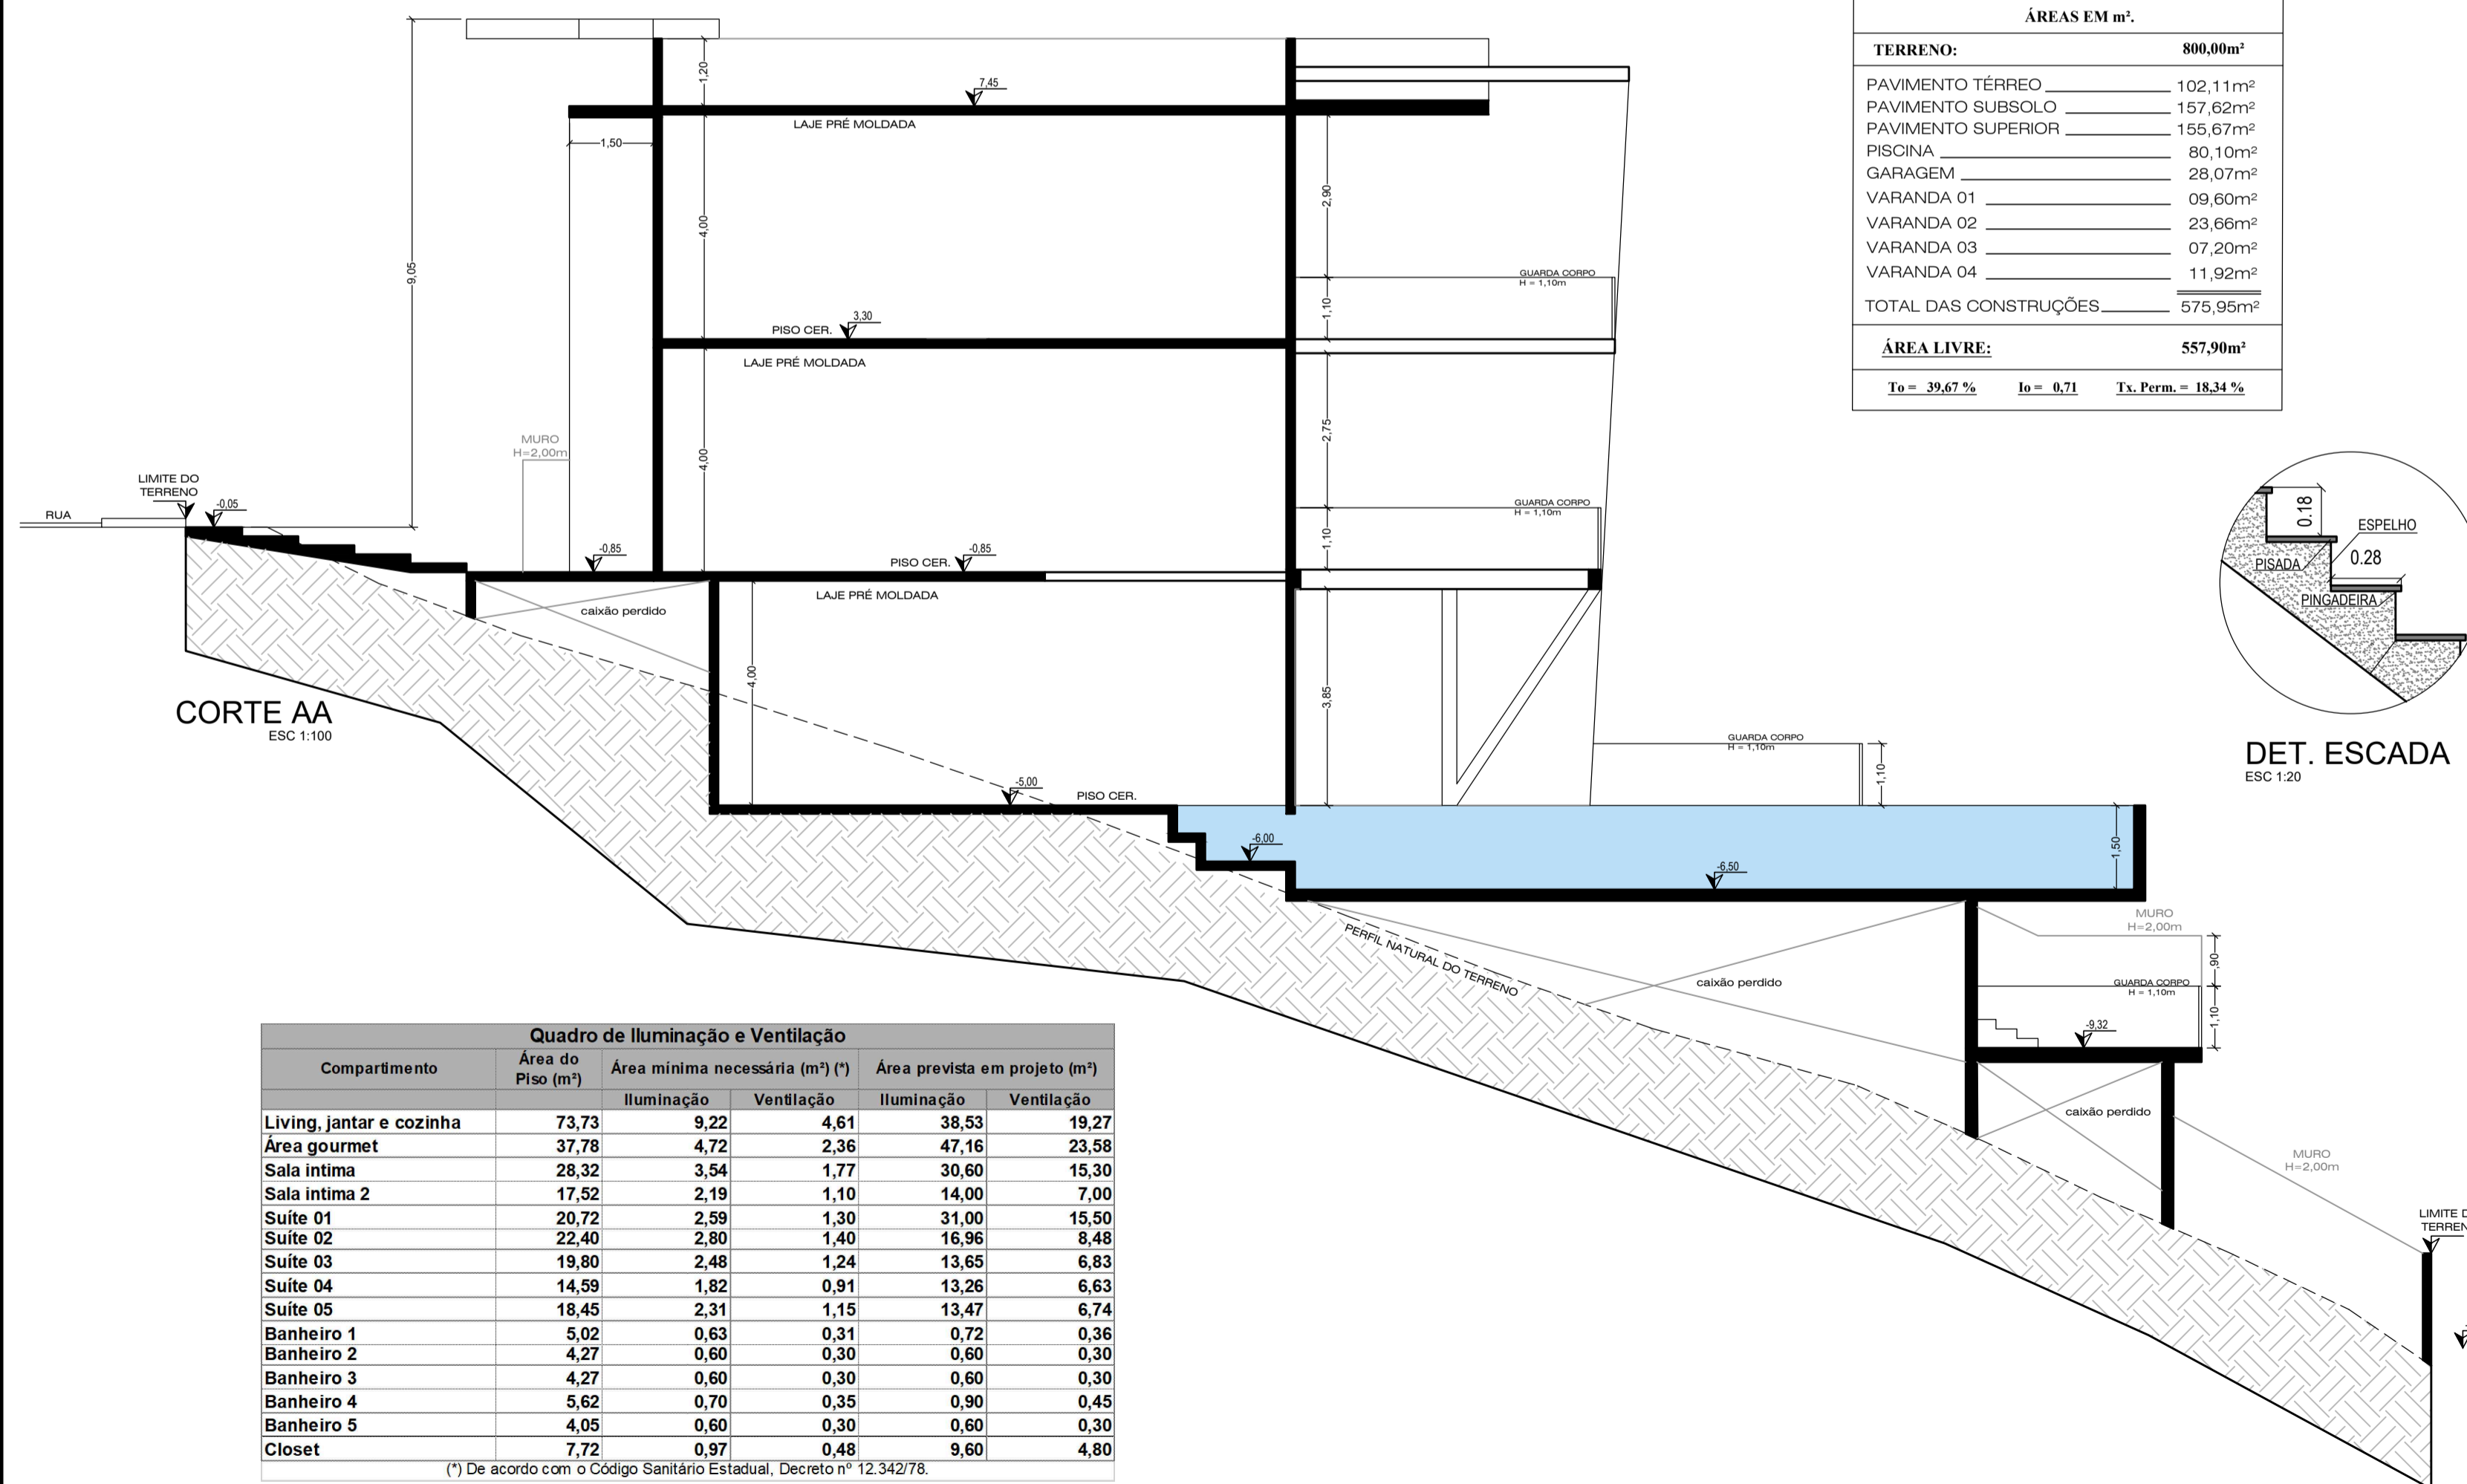 ÁREAS EM m².
TERRENO: 800,00m²
PAVIMENTO TÉRREO 102,11m²
PAVIMENTO SUBSOLO 157,62m²
PAVIMENTO SUPERIOR 155,67m²
PISCINA 80,10m²
GARAGEM 28,07m²
VARANDA 01 09,60m²
VARANDA 02 23,66m²
VARANDA 03 07,20m²
VARANDA 04 11,92m²
TOTAL DAS CONSTRUÇÕES 575,95m²
ÁREA LIVRE: 557,90m²
To = 39,67 % Io = 0,71 Tx. Perm. = 18,34 %
9,05
1,20
7,45
LAJE PRÉ MOLDADA
1,50
4,00
2,90
GUARDA CORPO
H = 1,10m
1,10
PISO CER.
3,30
LAJE PRÉ MOLDADA
4,00
2,75
MURO
H=2,00m
LIMITE DO
TERRENO
RUA
-0,05
GUARDA CORPO
H = 1,10m
1,10
-0,85
PISO CER.
-0,85
LAJE PRÉ MOLDADA
caixão perdido
4,00
3,85
CORTE AA
ESC 1:100
GUARDA CORPO
H = 1,10m
1,10
-5,00
PISO CER.
-6,00
-6,50
1,50
0.18
ESPELHO
0.28
PISADA
PINGADEIRA
DET. ESCADA
ESC 1:20
PERFIL NATURAL DO TERRENO
caixão perdido
MURO
H=2,00m
,90
GUARDA CORPO
H = 1,10m
1,10
-9,32
caixão perdido
MURO
H=2,00m
LIMITE D
TERREN
Quadro de Iluminação e Ventilação
Compartimento Área do Piso (m²) Área mínima necessária (m²) (*) Área prevista em projeto (m²)
Iluminação Ventilação Iluminação Ventilação
Living, jantar e cozinha 73,73 9,22 4,61 38,53 19,27
Área gourmet 37,78 4,72 2,36 47,16 23,58
Sala intima 28,32 3,54 1,77 30,60 15,30
Sala intima 2 17,52 2,19 1,10 14,00 7,00
Suíte 01 20,72 2,59 1,30 31,00 15,50
Suíte 02 22,40 2,80 1,40 16,96 8,48
Suíte 03 19,80 2,48 1,24 13,65 6,83
Suíte 04 14,59 1,82 0,91 13,26 6,63
Suíte 05 18,45 2,31 1,15 13,47 6,74
Banheiro 1 5,02 0,63 0,31 0,72 0,36
Banheiro 2 4,27 0,60 0,30 0,60 0,30
Banheiro 3 4,27 0,60 0,30 0,60 0,30
Banheiro 4 5,62 0,70 0,35 0,90 0,45
Banheiro 5 4,05 0,60 0,30 0,60 0,30
Closet 7,72 0,97 0,48 9,60 4,80
(*) De acordo com o Código Sanitário Estadual, Decreto nº 12.342/78.